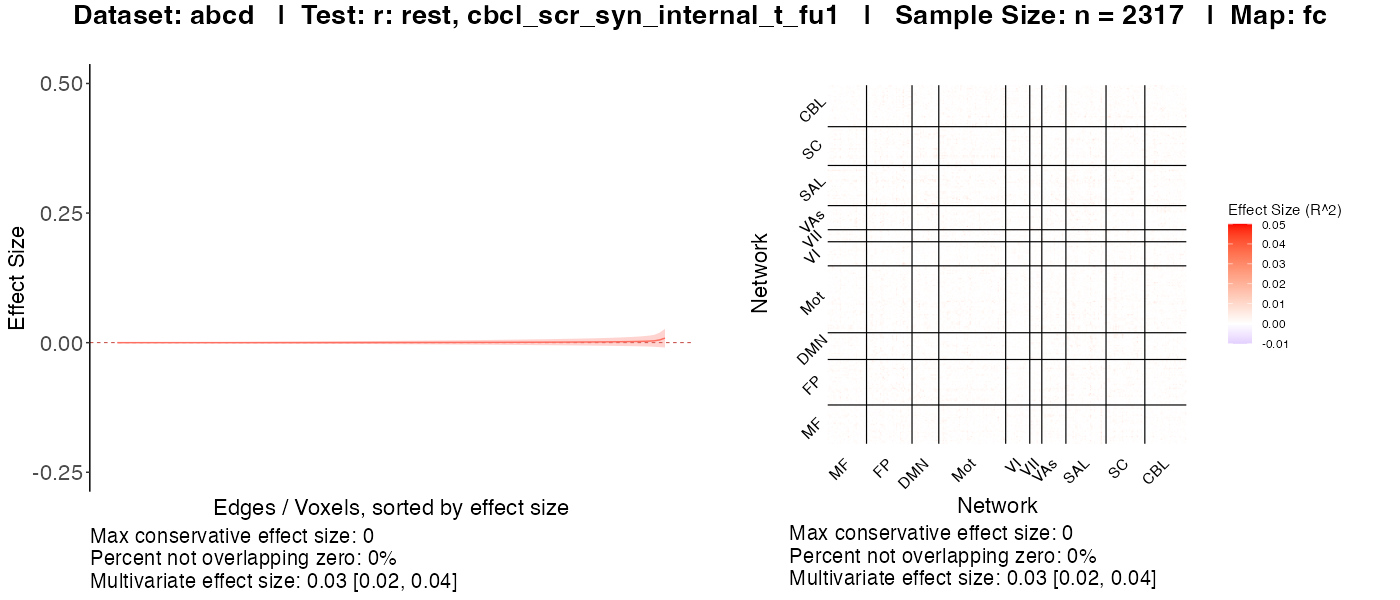 Dataset: abcd | Test: r: rest, cbcl_scr_syn_internal_t_fu1 | Sample Size: n = 2317 | Map: fc
Effect Size
0.50
0.25
0.00
-0.25
Edges / Voxels, sorted by effect size
Max conservative effect size: 0
Percent not overlapping zero: 0%
Multivariate effect size: 0.03 [0.02, 0.04]
Network
CBL
SC
SAL
VAs
VII
VI
Mot
DMN
FP
MF
MF
FP
DMN
Mot
VI
VII
VAs
SAL
SC
CBL
Network
Max conservative effect size: 0
Percent not overlapping zero: 0%
Multivariate effect size: 0.03 [0.02, 0.04]
Effect Size (R^2)
0.05
0.04
0.03
0.02
0.01
0.00
-0.01